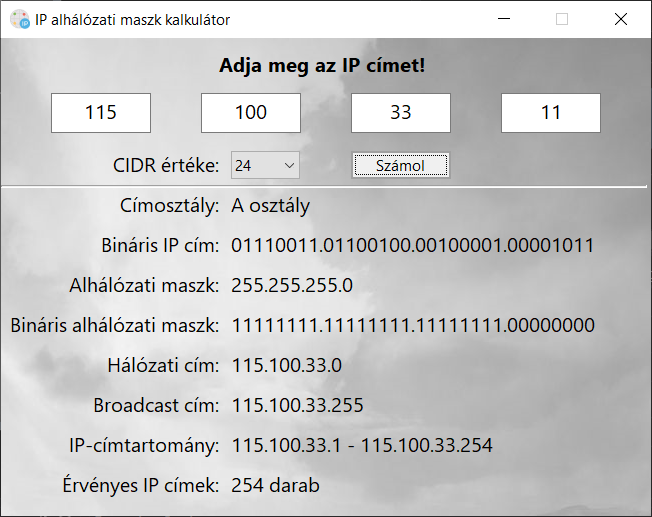 IP alhálózati maszk kalkulátor
Adja meg az IP címet!
115 100 33 11
CIDR értéke: 24 Számol
Címosztály: A osztály
Bináris IP cím: 01110011.01100100.00100001.00001011
Alhálózati maszk: 255.255.255.0
Bináris alhálózati maszk: 11111111.11111111.11111111.00000000
Hálózati cím: 115.100.33.0
Broadcast cím: 115.100.33.255
IP-címtartomány: 115.100.33.1 - 115.100.33.254
Érvényes IP címek: 254 darab